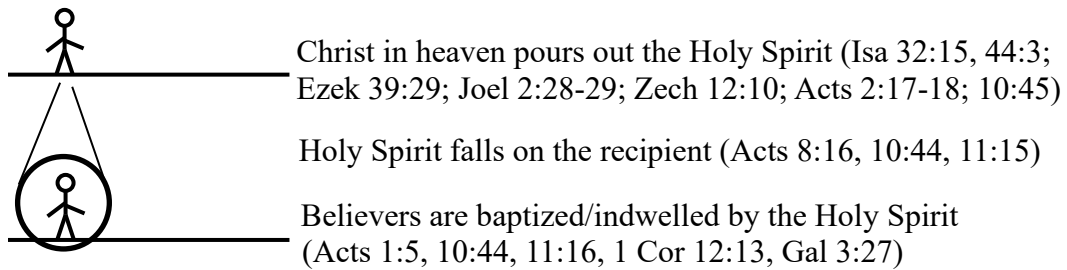 Christ in heaven pours out the Holy Spirit (Isa 32:15, 44:3;
Ezek 39:29; Joel 2:28-29; Zech 12:10; Acts 2:17-18; 10:45)
Holy Spirit falls on the recipient (Acts 8:16, 10:44, 11:15)
Believers are baptized/indwelled by the Holy Spirit
(Acts 1:5, 10:44, 11:16, 1 Cor 12:13, Gal 3:27)